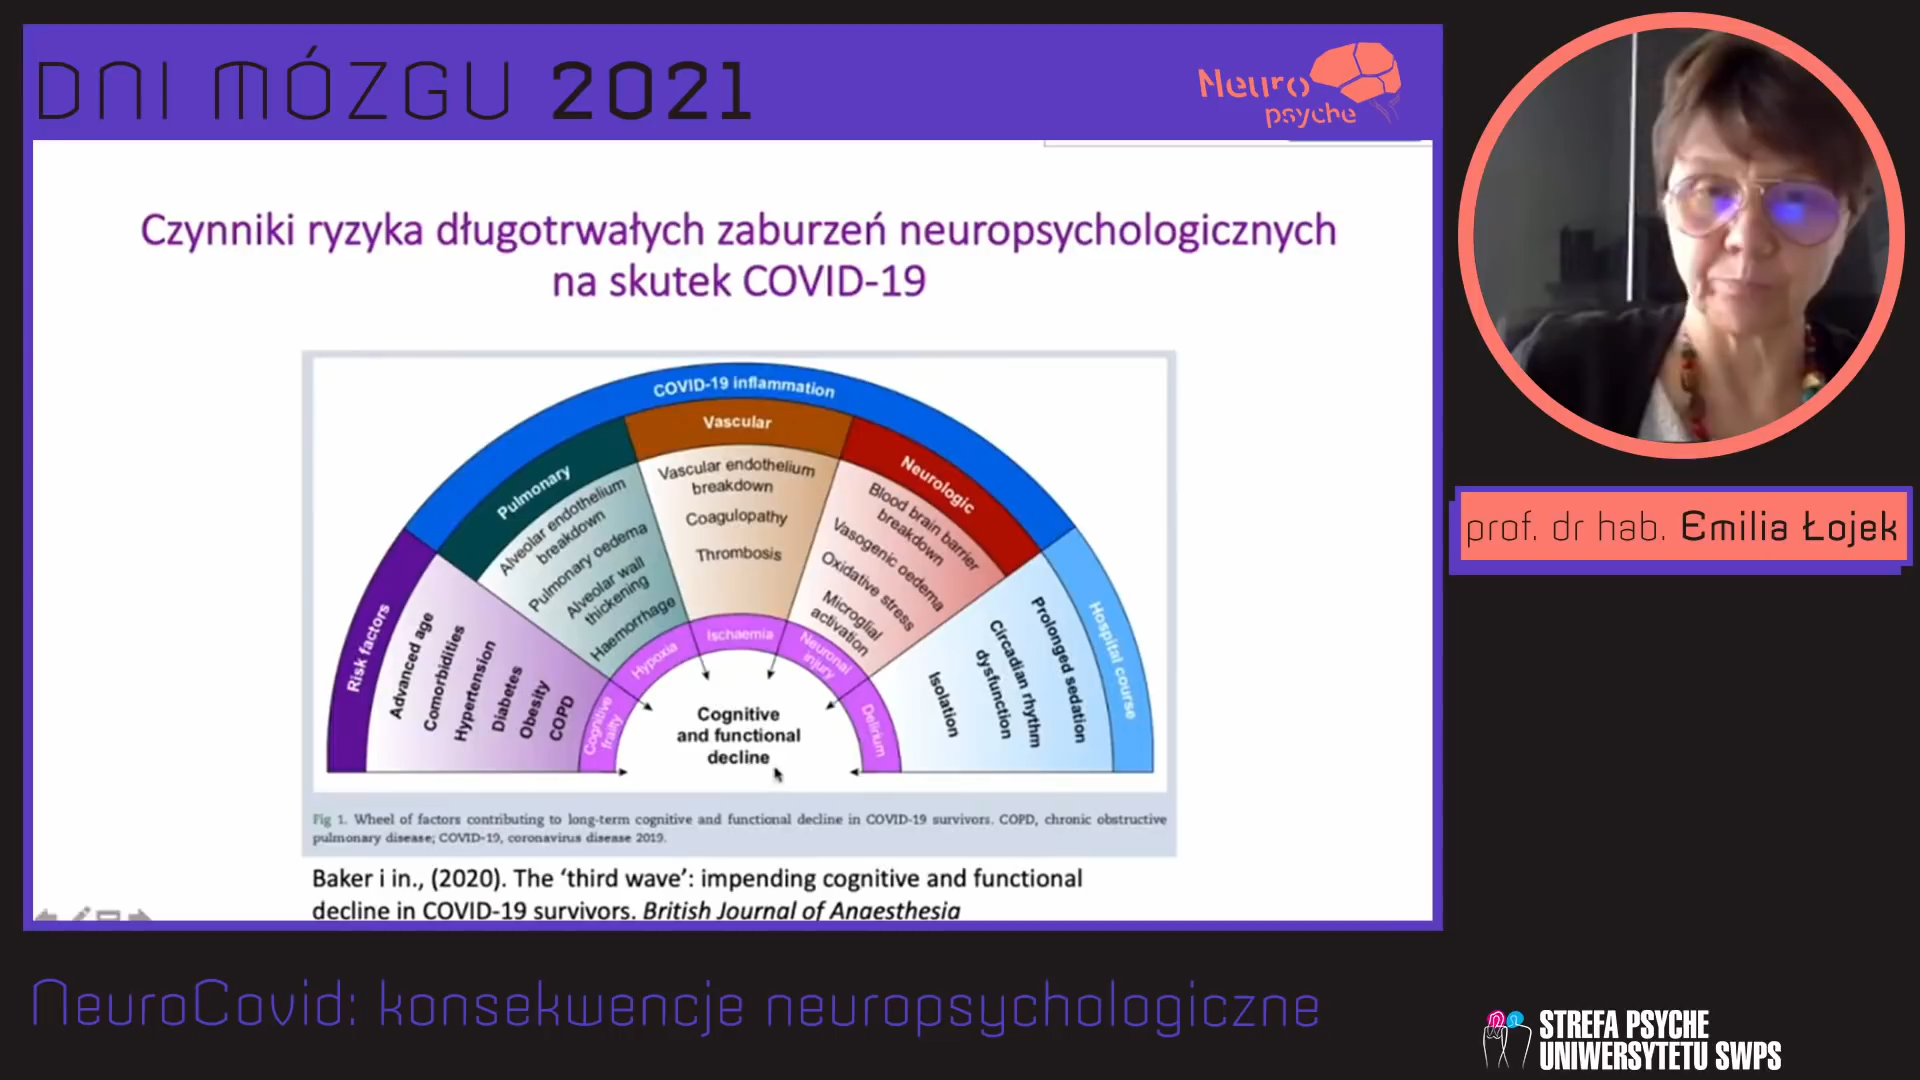 DNI MÓZGU 2021
Neuro
psyche
Czynniki ryzyka długotrwałych zaburzeń neuropsychologicznych
na skutek COVID-19
COVID-19 inflammation
Risk factors
Advanced age
Comorbidities
Hypertension
Diabetes
Obesity
COPD
Cognitive
frailty
Pulmonary
Alveolar endothelium
breakdown
Pulmonary oedema
Alveolar wall
thickening
Haemorrhage
Hypoxia
Vascular
Vascular endothelium
breakdown
Coagulopathy
Thrombosis
Ischaemia
Neurologic
Blood brain barrier
breakdown
Vasogenic oedema
Oxidative stress
Microglial
activation
Neuronal
injury
Hospital course
Prolonged sedation
Circadian rhythm
dysfunction
Isolation
Delirium
Cognitive
and functional
decline
Fig 1. Wheel of factors contributing to long-term cognitive and functional decline in COVID-19 survivors. COPD, chronic obstructive
pulmonary disease; COVID-19, coronavirus disease 2019.
Baker i in., (2020). The ‘third wave’: impending cognitive and functional
decline in COVID-19 survivors. British Journal of Anaesthesia
prof. dr hab. Emilia Łojek
NeuroCovid: konsekwencje neuropsychologiczne
STREFA PSYCHE
UNIWERSYTETU SWPS